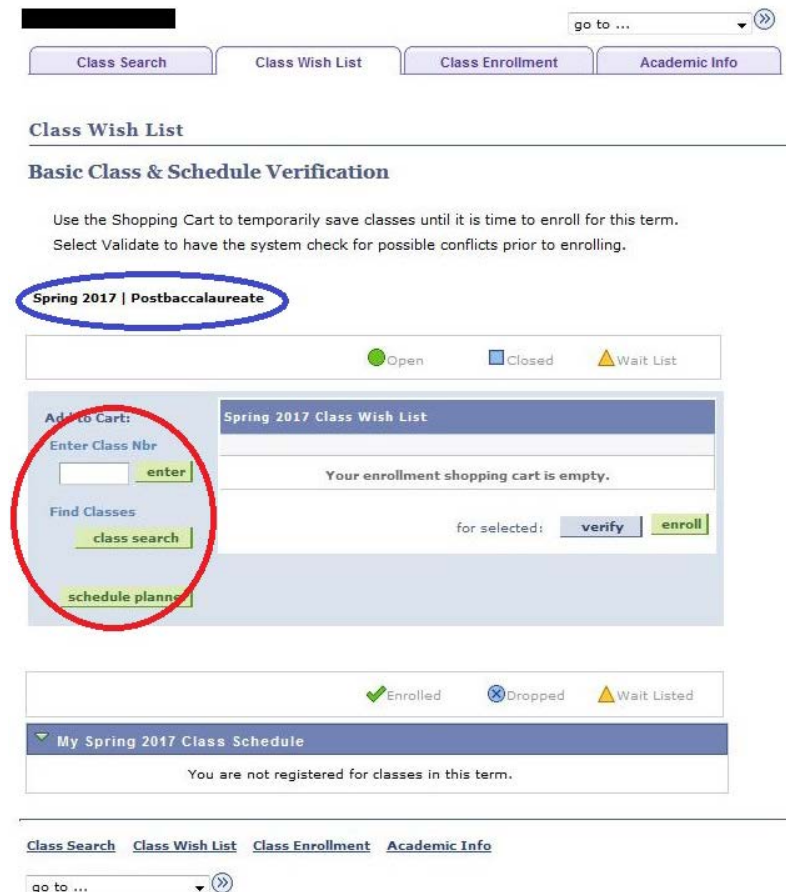 go to ...
Class Search Class Wish List Class Enrollment Academic Info
Class Wish List
Basic Class & Schedule Verification
Use the Shopping Cart to temporarily save classes until it is time to enroll for this term.
Select Validate to have the system check for possible conflicts prior to enrolling.
Spring 2017 | Postbaccalaureate
Open Closed Wait List
Add to Cart:
Enter Class Nbr
enter
Find Classes
class search
schedule planner
Spring 2017 Class Wish List
Your enrollment shopping cart is empty.
for selected: verify enroll
Enrolled Dropped Wait Listed
My Spring 2017 Class Schedule
You are not registered for classes in this term.
Class Search Class Wish List Class Enrollment Academic Info
go to ...